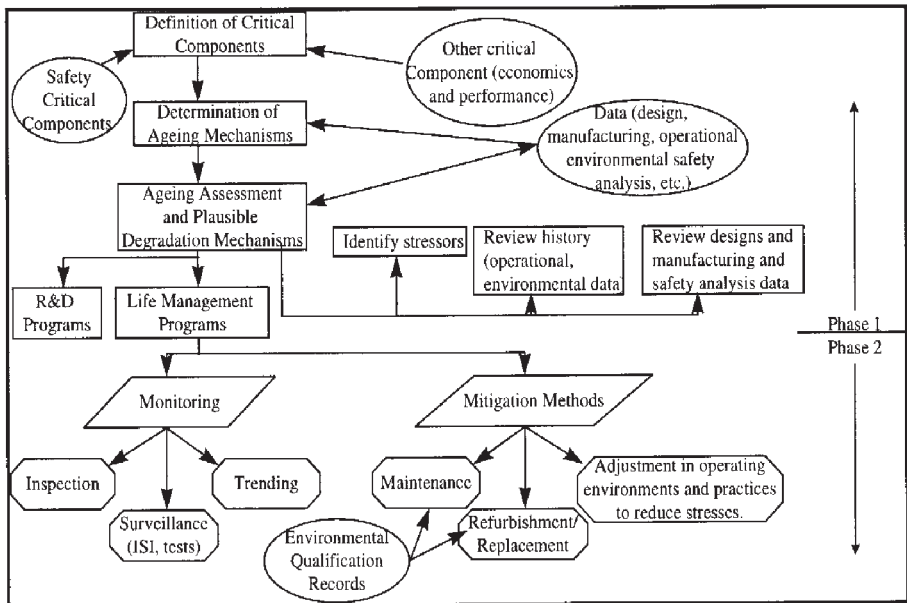 Definition of Critical
Components
Safety
Critical
Components
Other critical
Component (economics
and performance)
Determination of
Ageing Mechanisms
Data (design,
manufacturing, operational
environmental safety
analysis, etc.)
Ageing Assessment
and Plausible
Degradation Mechanisms
Identify stressors
Review history
(operational,
environmental data)
Review designs and
manufacturing and
safety analysis data
R&D
Programs
Life Management
Programs
Phase 1
Phase 2
Monitoring
Mitigation Methods
Inspection
Trending
Surveillance
(ISI, tests)
Maintenance
Refurbishment/
Replacement
Adjustment in operating
environments and practices
to reduce stresses.
Environmental
Qualification
Records